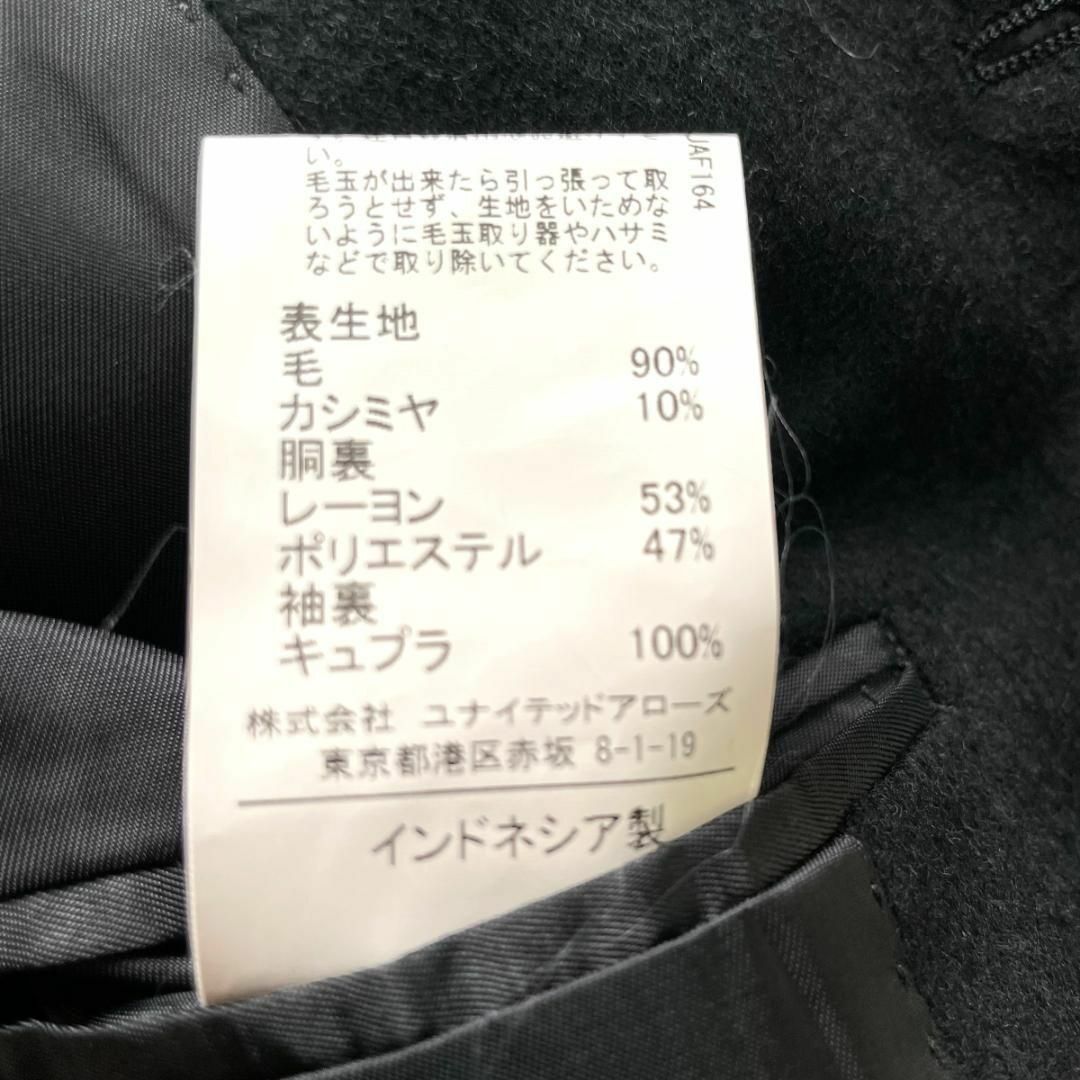 い。
毛玉が出来たら引っ張って取
ろうとせず、生地をいためな
いように毛玉取り器やハサミ
などで取り除いてください。
表生地
毛 90%
カシミヤ 10%
胴裏
レーヨン 53%
ポリエステル 47%
袖裏
キュプラ 100%
株式会社 ユナイテッドアローズ
東京都港区赤坂 8-1-19
インドネシア製
JAF164